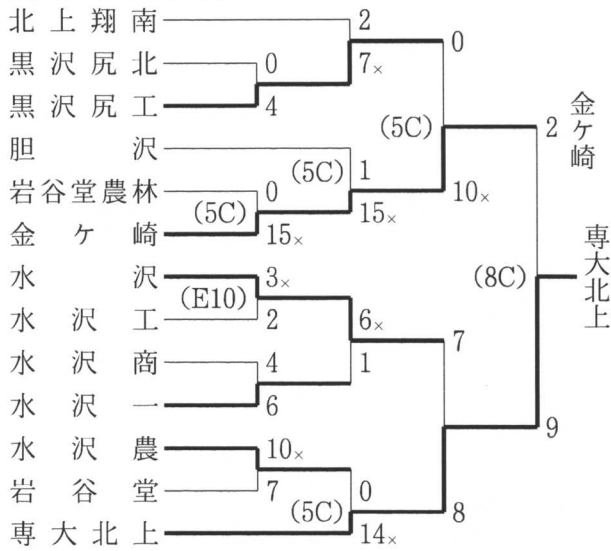 北上翔南 2
黒沢尻北 0 7× 0
黒沢尻工 4
(5C) 2 金ケ崎
胆沢 1
岩谷堂農林 0 (5C) 15× 10×
金ケ崎 (5C) 15×
水沢 3× (8C) 専大北上
(E10)
水沢工 2 6× 7
水沢商 4 1
水沢一 6
9
水沢農 10×
岩谷堂 7 0 8
専大北上 (5C) 14×